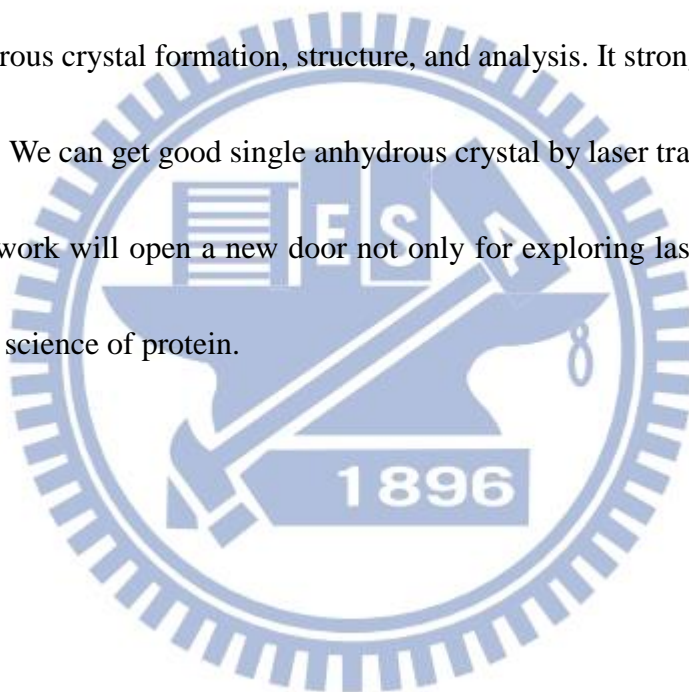 rous crystal formation, structure, and analysis. It stron
We can get good single anhydrous crystal by laser tra
work will open a new door not only for exploring las
science of protein.
E S A
1896